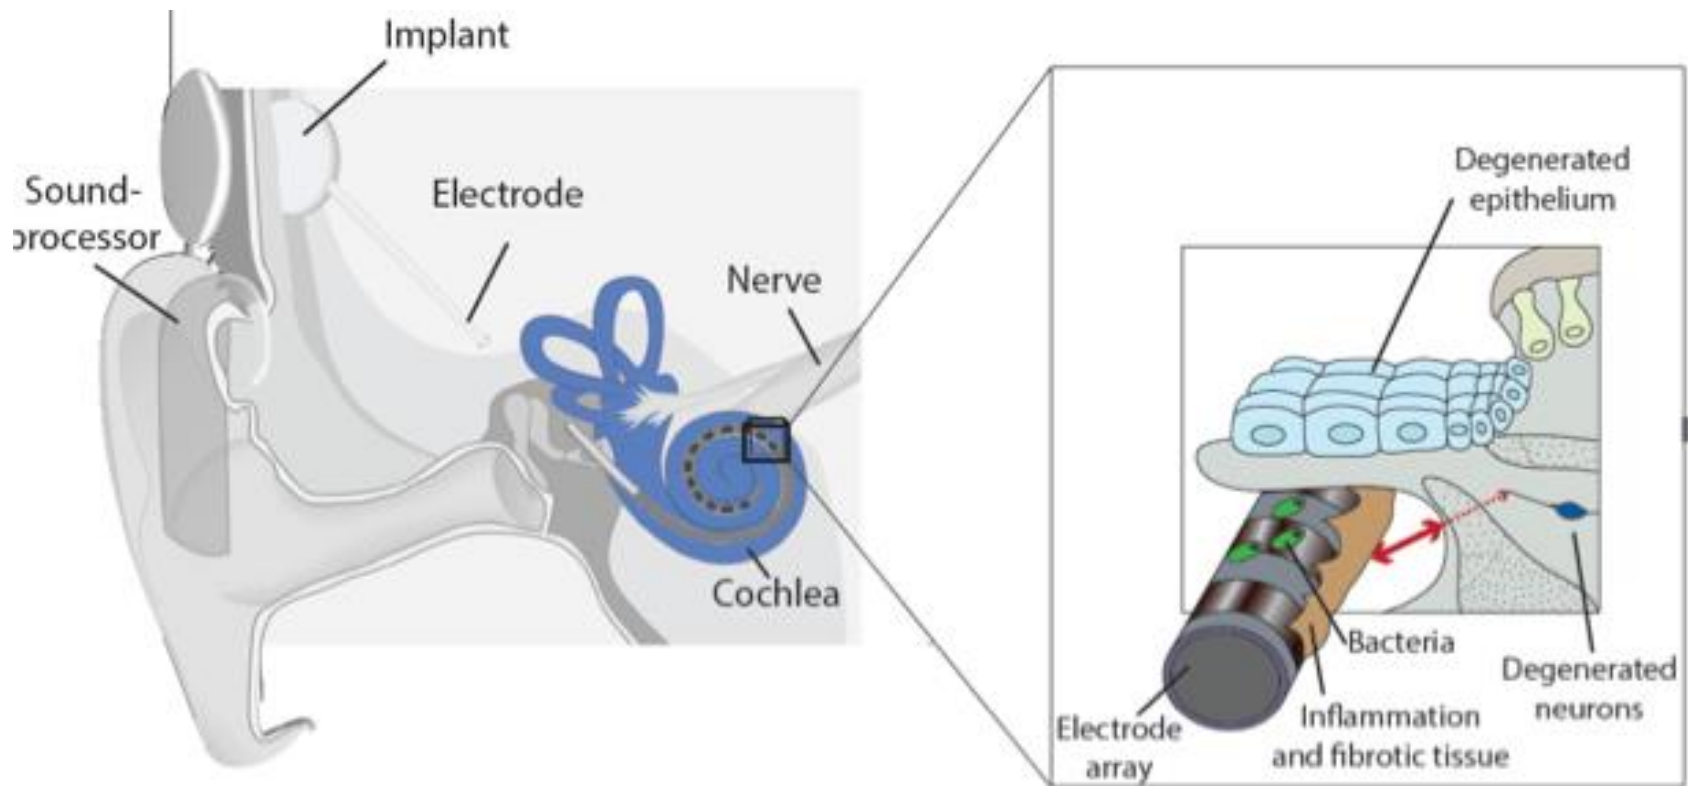 Implant
Sound-
processor
Electrode
Nerve
Cochlea
Degenerated
epithelium
Bacteria
Degenerated
neurons
Electrode
array
Inflammation
and fibrotic tissue